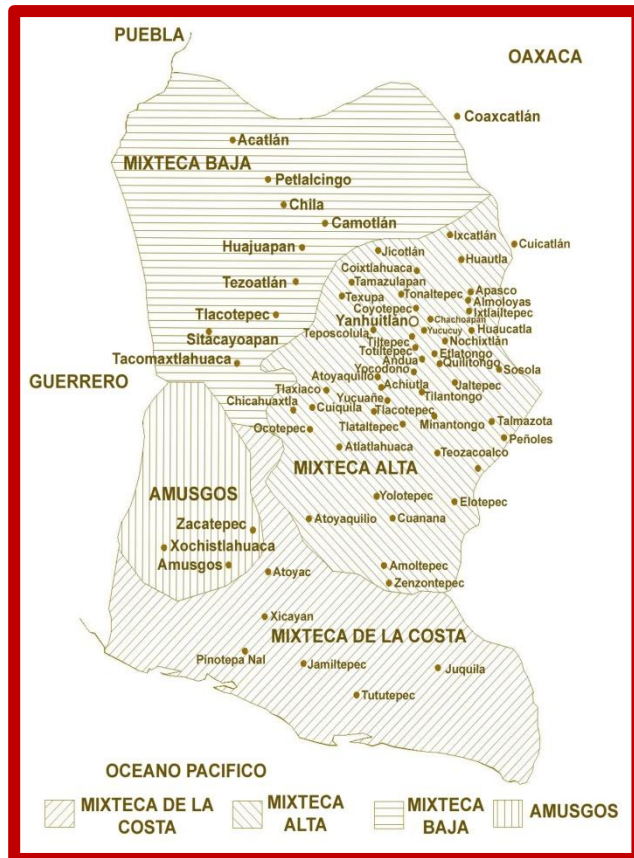 PUEBLA
OAXACA
Coaxcatlán
Acatlán
MIXTECA BAJA
Petlalcingo
Chila
Camotlán
Ixcatlán
Huajuapan
Jicotlán
Cuicatlán
Huautla
Coixtlahuaca
Tezoatlán
Tamazulapan
Texupa
Tonaltepec
Apasco
Almoloyas
Coyotepec
Ixtlailtepec
Tlacotepec
Yanhuitlán
Chachoapan
Teposcolula
Yucucuy
Huaucatla
Sitacayoapan
Tiltepec
Nochixtlán
Totiltepec
Etlatongo
Tacomaxtlahuaca
Andua
Quilitongo
Ypcodono
Sosola
GUERRERO
Atoyaquillo
Achiutla
Jaltepec
Tlaxiaco
Tilantongo
Chicahuaxtla
Yucuañe
Cuiquila
Tlacotepec
Minantongo
Talmazota
Ocotepec
Tlataltepec
Peñoles
Atlatlahuaca
Teozacoalco
MIXTECA ALTA
AMUSGOS
Yolotepec
Elotepec
Zacatepec
Atoyaquilio
Cuanana
Xochistlahuaca
Amusgos
Atoyac
Amoltepec
Zenzontepec
Xicayan
MIXTECA DE LA COSTA
Pinotepa Nal
Jamiltepec
Juquila
Tututepec
OCEANO PACIFICO
MIXTECA DE LA
COSTA
MIXTECA
ALTA
MIXTECA
BAJA
AMUSGOS